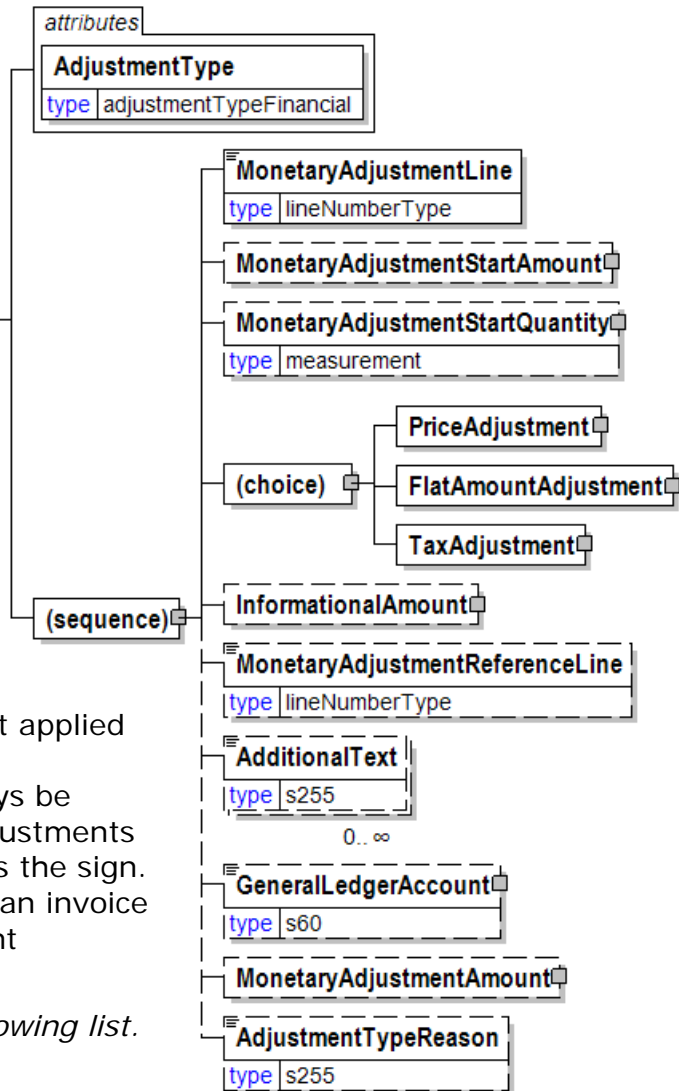 attributes
AdjustmentType
type adjustmentTypeFinancial
MonetaryAdjustmentLine
type lineNumberType
MonetaryAdjustmentStartAmount
MonetaryAdjustmentStartQuantity
type measurement
(choice)
PriceAdjustment
FlatAmountAdjustment
TaxAdjustment
(sequence)
InformationalAmount
MonetaryAdjustmentReferenceLine
type lineNumberType
AdditionalText
type s255
0.. ∞
GeneralLedgerAccount
type s60
MonetaryAdjustmentAmount
AdjustmentTypeReason
type s255
t applied
ys be
ustments
s the sign.
an invoice
nt
owing list.